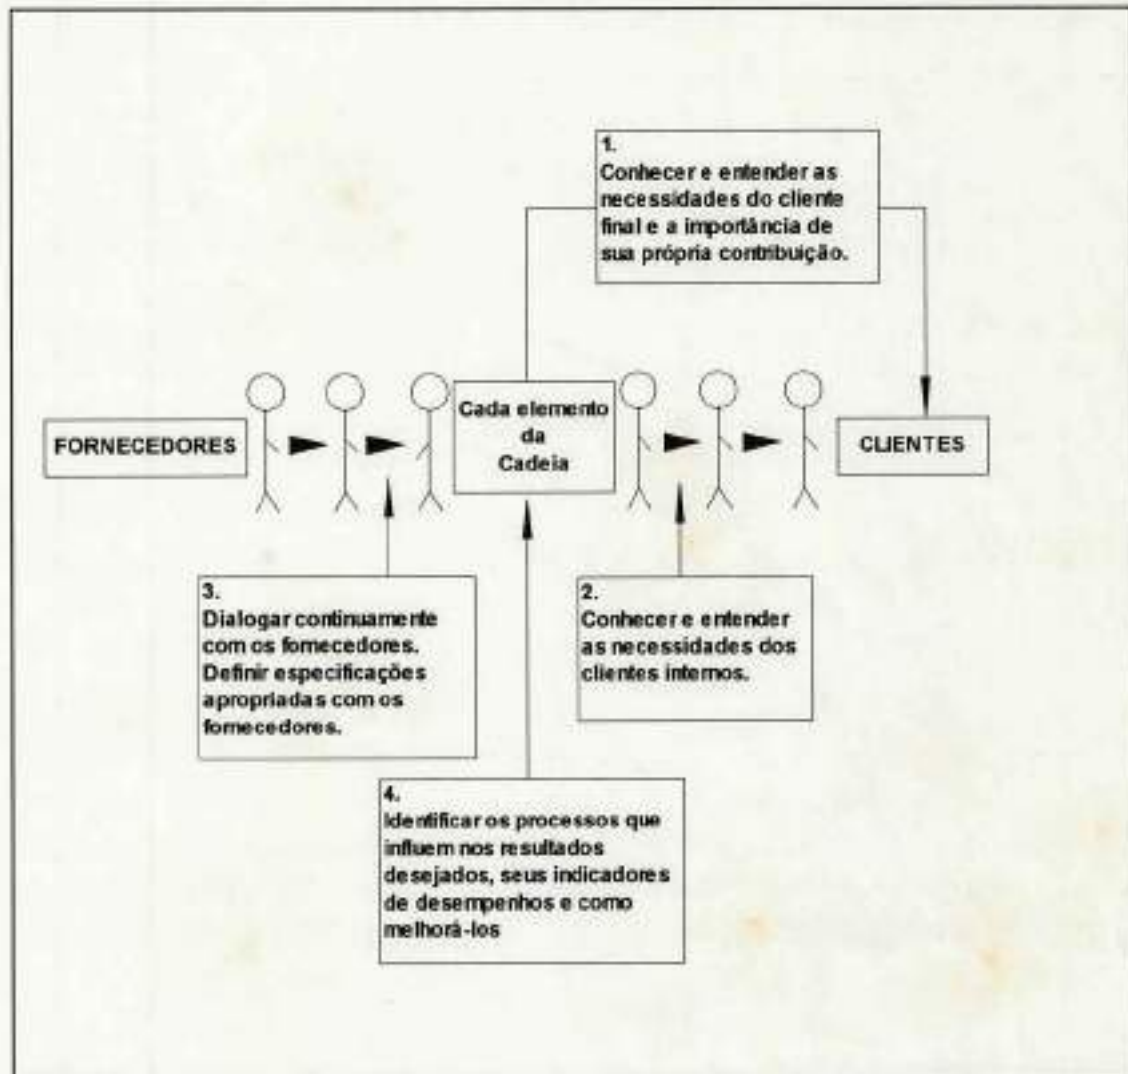 1.
Conhecer e entender as
necessidades do cliente
final e a importância de
sua própria contribuição.
FORNECEDORES
Cada elemento
da
Cadeia
CLIENTES
3.
Dialogar continuamente
com os fornecedores.
Definir especificações
apropriadas com os
fornecedores.
2.
Conhecer e entender
as necessidades dos
clientes internos.
4.
Identificar os processos que
influem nos resultados
desejados, seus indicadores
de desempenhos e como
melhorá-los